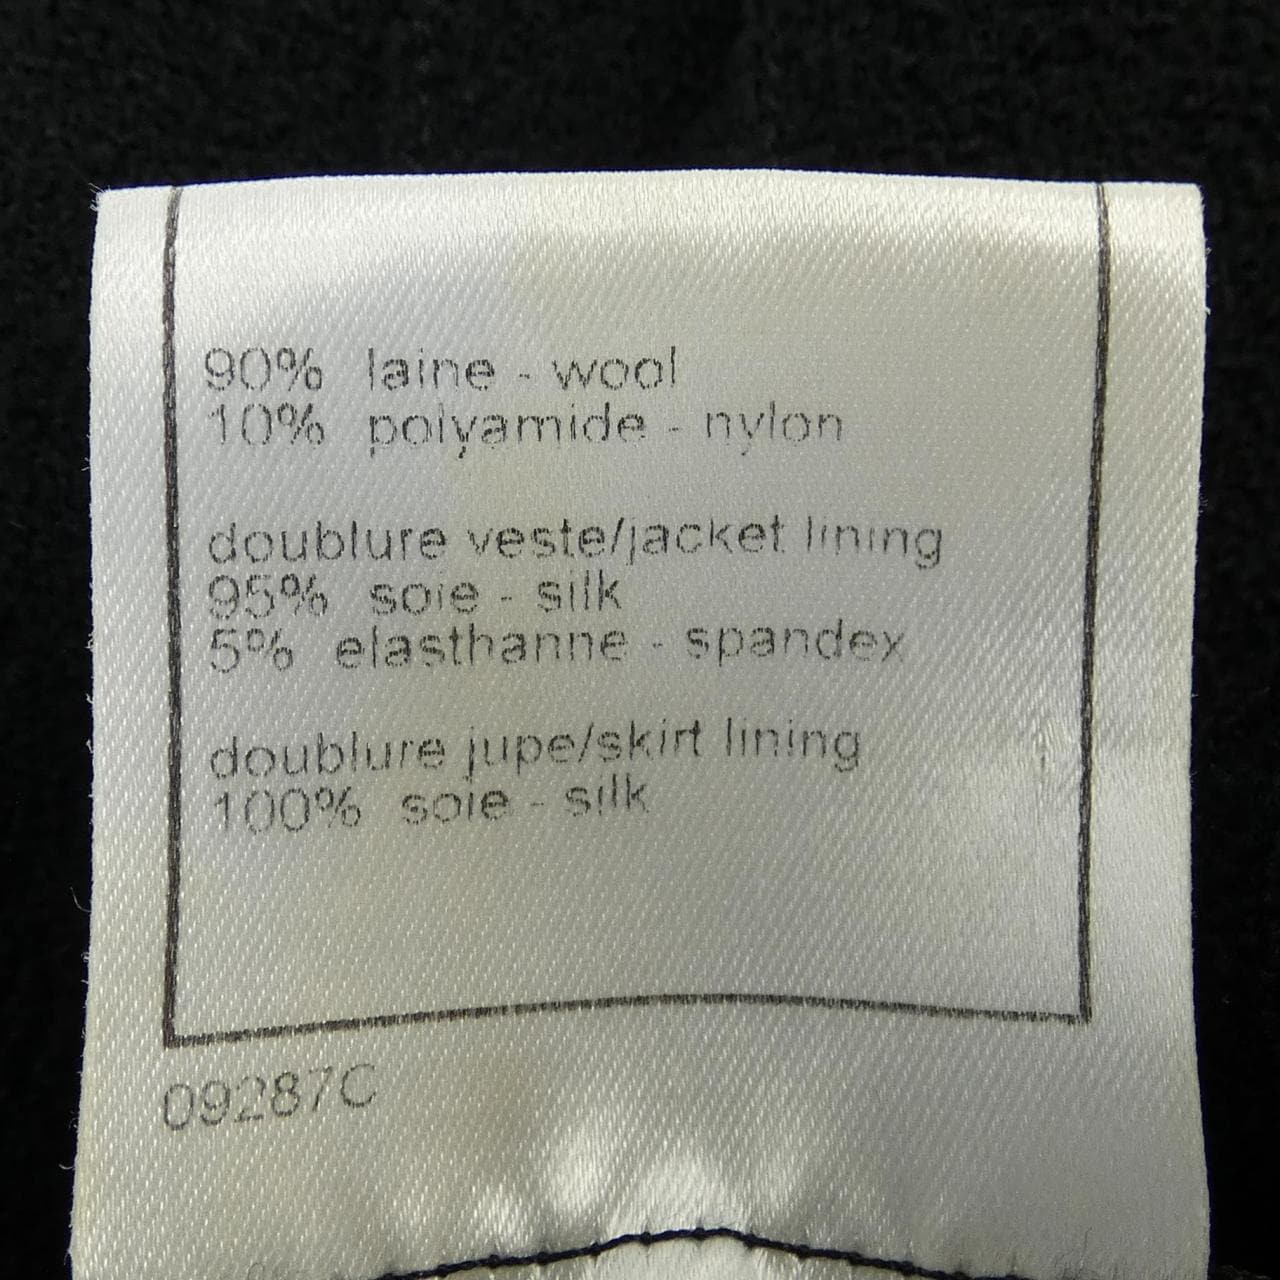 90% laine - wool
10% polyamide - nylon
doublure veste/jacket lining
95% soie - silk
5% elasthanne - spandex
doublure jupe/skirt lining
100% soie - silk
09287C